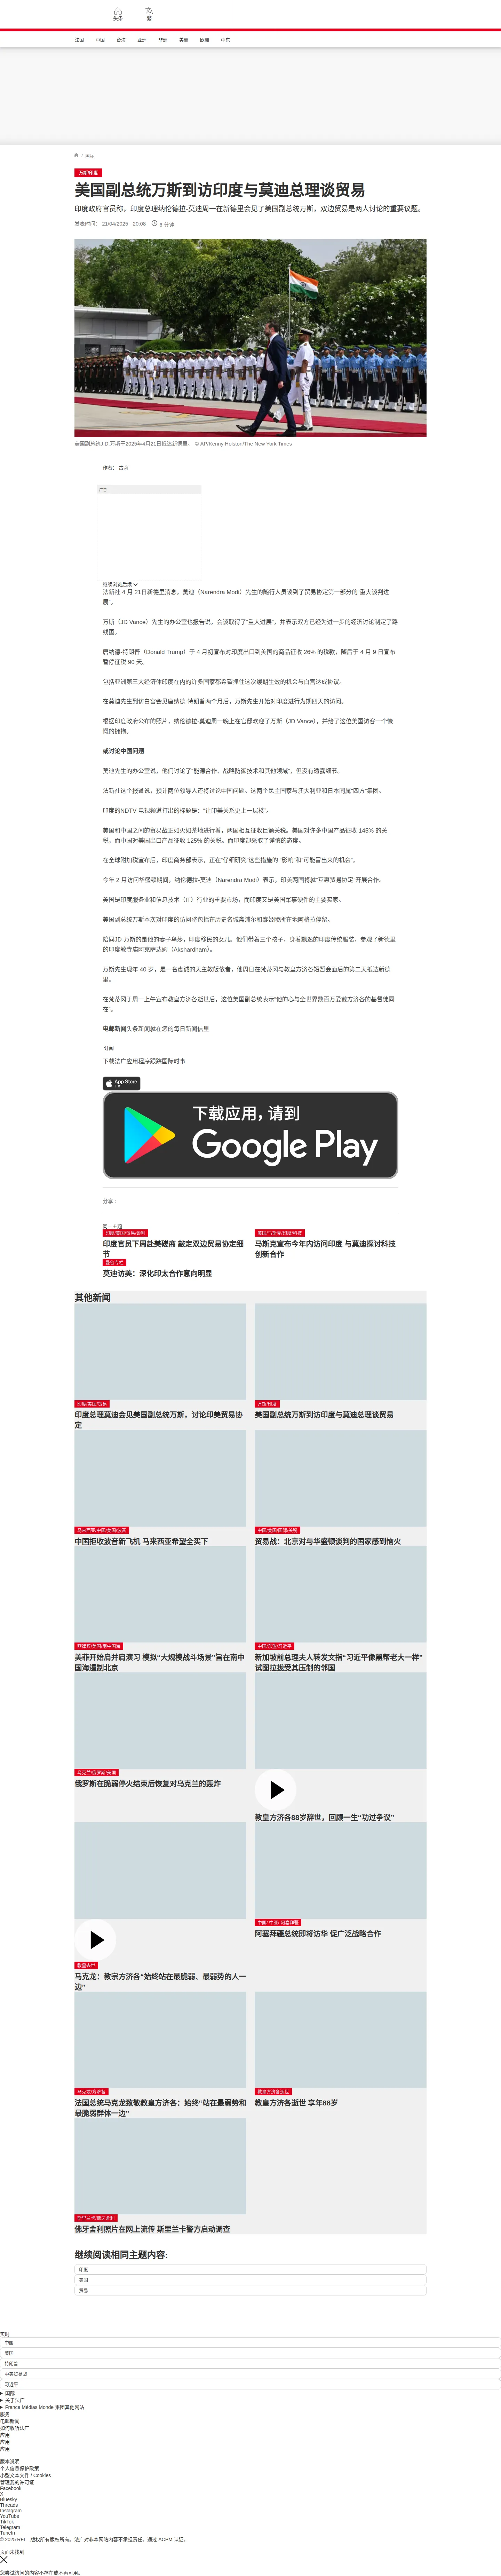 头条
繁
法国
中国
台海
亚洲
非洲
美洲
欧洲
中东
国际
万斯/印度
美国副总统万斯到访印度与莫迪总理谈贸易
印度政府官员称，印度总理纳伦德拉-莫迪周一在新德里会见了美国副总统万斯，双边贸易是两人讨论的重要议题。
发表时间： 21/04/2025 - 20:08
6 分钟
美国副总统J.D.万斯于2025年4月21日抵达新德里。 © AP/Kenny Holston/The New York Times
作者： 古莉
广告
继续浏览后续
法新社 4 月 21日新德里消息，莫迪（Narendra Modi）先生的随行人员谈到了贸易协定第一部分的“重大谈判进
展”。
万斯（JD Vance）先生的办公室也报告说，会谈取得了“重大进展”，并表示双方已经为进一步的经济讨论制定了路
线图。
唐纳德-特朗普（Donald Trump）于 4 月初宣布对印度出口到美国的商品征收 26% 的税款，随后于 4 月 9 日宣布
暂停征税 90 天。
包括亚洲第三大经济体印度在内的许多国家都希望抓住这次缓期生效的机会与白宫达成协议。
在莫迪先生到访白宫会见唐纳德-特朗普两个月后，万斯先生开始对印度进行为期四天的访问。
根据印度政府公布的照片，纳伦德拉-莫迪周一晚上在官邸欢迎了万斯（JD Vance），并给了这位美国访客一个慷
慨的拥抱。
或讨论中国问题
莫迪先生的办公室说，他们讨论了“能源合作、战略防御技术和其他领域”，但没有透露细节。
法新社这个报道说，预计两位领导人还将讨论中国问题。这两个民主国家与澳大利亚和日本同属“四方”集团。
印度的NDTV 电视频道打出的标题是：“让印美关系更上一层楼”。
美国和中国之间的贸易战正如火如荼地进行着，两国相互征收巨额关税。美国对许多中国产品征收 145% 的关
税，而中国对美国出口产品征收 125% 的关税。而印度却采取了谨慎的态度。
在全球附加税宣布后，印度商务部表示，正在“仔细研究”这些措施的 “影响”和“可能冒出来的机会”。
今年 2 月访问华盛顿期间，纳伦德拉-莫迪（Narendra Modi）表示，印美两国将就“互惠贸易协定”开展合作。
美国是印度服务业和信息技术（IT）行业的重要市场，而印度又是美国军事硬件的主要买家。
美国副总统万斯本次对印度的访问将包括在历史名城斋浦尔和泰姬陵所在地阿格拉停留。
陪同JD-万斯的是他的妻子乌莎，印度移民的女儿。他们带着三个孩子，身着飘逸的印度传统服装，参观了新德里
的印度教寺庙阿克萨达姆（Akshardham）。
万斯先生现年 40 岁，是一名虔诚的天主教皈依者，他周日在梵蒂冈与教皇方济各短暂会面后的第二天抵达新德
里。
在梵蒂冈于周一上午宣布教皇方济各逝世后，这位美国副总统表示“他的心与全世界数百万爱戴方济各的基督徒同
在”。
电邮新闻头条新闻就在您的每日新闻信里
订阅
下载法广应用程序跟踪国际时事
App Store
下载
下载应用，请到
Google Play
分享 :
同一主题
印度/美国/贸易/谈判
印度官员下周赴美磋商 敲定双边贸易协定细
节
美国/马斯克/印度/科技
马斯克宣布今年内访问印度 与莫迪探讨科技
创新合作
曼谷专栏
莫迪访美：深化印太合作意向明显
其他新闻
印度/美国/贸易
印度总理莫迪会见美国副总统万斯，讨论印美贸易协
定
万斯/印度
美国副总统万斯到访印度与莫迪总理谈贸易
马来西亚/中国/美国/波音
中国拒收波音新飞机 马来西亚希望全买下
中国/美国/国际/关税
贸易战：北京对与华盛顿谈判的国家感到恼火
菲律宾/美国/南中国海
美菲开始肩并肩演习 模拟“大规模战斗场景”旨在南中
国海遏制北京
中国/东盟/习近平
新加坡前总理夫人转发文指“习近平像黑帮老大一样”
试图拉拢受其压制的邻国
乌克兰/俄罗斯/美国
俄罗斯在脆弱停火结束后恢复对乌克兰的轰炸
教皇方济各88岁辞世，回顾一生“功过争议”
教皇去世
马克龙：教宗方济各“始终站在最脆弱、最弱势的人一
边”
中国/ 中亚/ 阿塞拜疆
阿塞拜疆总统即将访华 促广泛战略合作
马克龙/方济各
法国总统马克龙致敬教皇方济各：始终“站在最弱势和
最脆弱群体一边”
教皇方济各逝世
教皇方济各逝世 享年88岁
斯里兰卡/佛牙舍利
佛牙舍利照片在网上流传 斯里兰卡警方启动调查
继续阅读相同主题内容:
印度
美国
贸易
实时
中国
美国
特朗普
中美贸易战
习近平
国际
关于法广
France Médias Monde 集团其他网站
服务
电邮新闻
如何收听法广
应用
应用
应用
版本说明
个人信息保护政策
小型文本文件 / Cookies
管理我的许可证
Facebook
X
Bluesky
Threads
Instagram
YouTube
TikTok
Telegram
TuneIn
© 2025 RFI – 版权所有版权所有。法广对非本网站内容不承担责任。通过 ACPM 认证。
页面未找到
您尝试访问的内容不存在或不再可用。